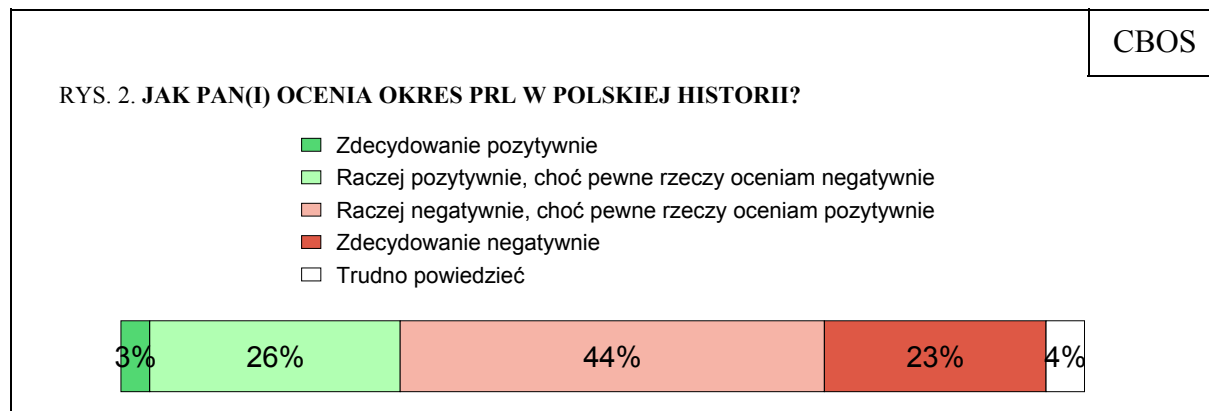 CBOS
RYS. 2. JAK PAN(I) OCENIA OKRES PRL W POLSKIEJ HISTORII?
Zdecydowanie pozytywnie
Raczej pozytywnie, choć pewne rzeczy oceniam negatywnie
Raczej negatywnie, choć pewne rzeczy oceniam pozytywnie
Zdecydowanie negatywnie
Trudno powiedzieć
3% 26% 44% 23% 4%